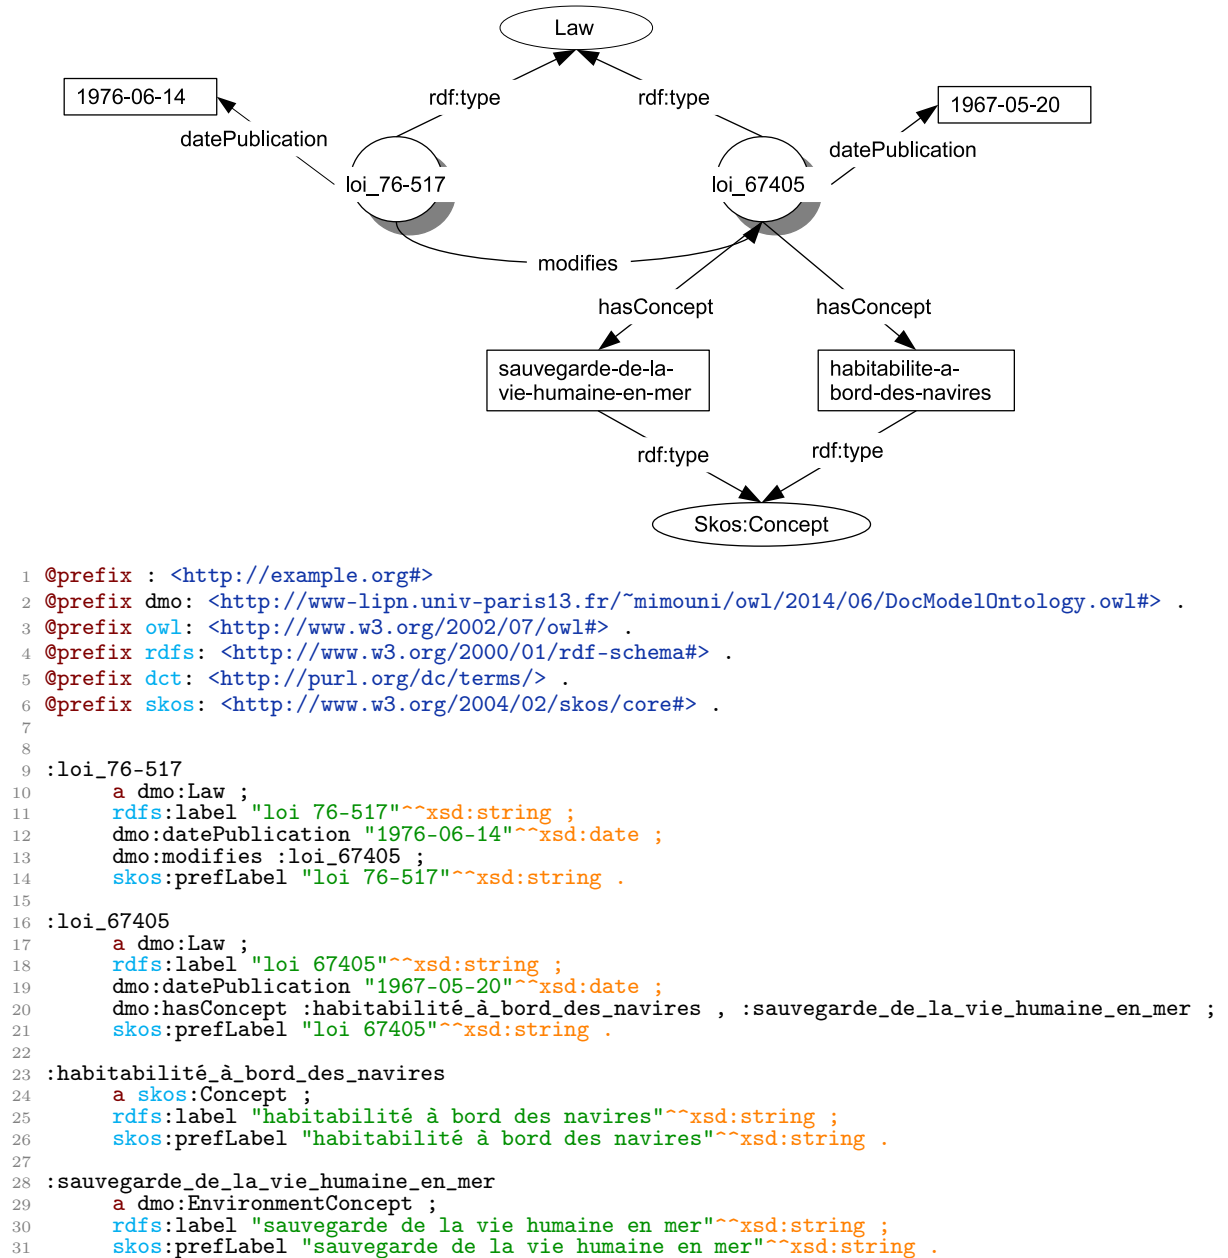 Law
1976-06-14
rdf:type
rdf:type
1967-05-20
datePublication
datePublication
loi_76-517
loi_67405
modifies
hasConcept
hasConcept
sauvegarde-de-la-
vie-humaine-en-mer
habitabilite-a-
bord-des-navires
rdf:type
rdf:type
Skos:Concept
1 @prefix : <http://example.org#>
2 @prefix dmo: <http://www-lipn.univ-paris13.fr/~mimouni/owl/2014/06/DocModelOntology.owl#> .
3 @prefix owl: <http://www.w3.org/2002/07/owl#> .
4 @prefix rdfs: <http://www.w3.org/2000/01/rdf-schema#> .
5 @prefix dct: <http://purl.org/dc/terms/> .
6 @prefix skos: <http://www.w3.org/2004/02/skos/core#> .
7
8
9 :loi_76-517
10 a dmo:Law ;
11 rdfs:label "loi 76-517"^^xsd:string ;
12 dmo:datePublication "1976-06-14"^^xsd:date ;
13 dmo:modifies :loi_67405 ;
14 skos:prefLabel "loi 76-517"^^xsd:string .
15
16 :loi_67405
17 a dmo:Law ;
18 rdfs:label "loi 67405"^^xsd:string ;
19 dmo:datePublication "1967-05-20"^^xsd:date ;
20 dmo:hasConcept :habitabilité_à_bord_des_navires , :sauvegarde_de_la_vie_humaine_en_mer ;
21 skos:prefLabel "loi 67405"^^xsd:string .
22
23 :habitabilité_à_bord_des_navires
24 a skos:Concept ;
25 rdfs:label "habitabilité à bord des navires"^^xsd:string ;
26 skos:prefLabel "habitabilité à bord des navires"^^xsd:string .
27
28 :sauvegarde_de_la_vie_humaine_en_mer
29 a dmo:EnvironmentConcept ;
30 rdfs:label "sauvegarde de la vie humaine en mer"^^xsd:string ;
31 skos:prefLabel "sauvegarde de la vie humaine en mer"^^xsd:string .